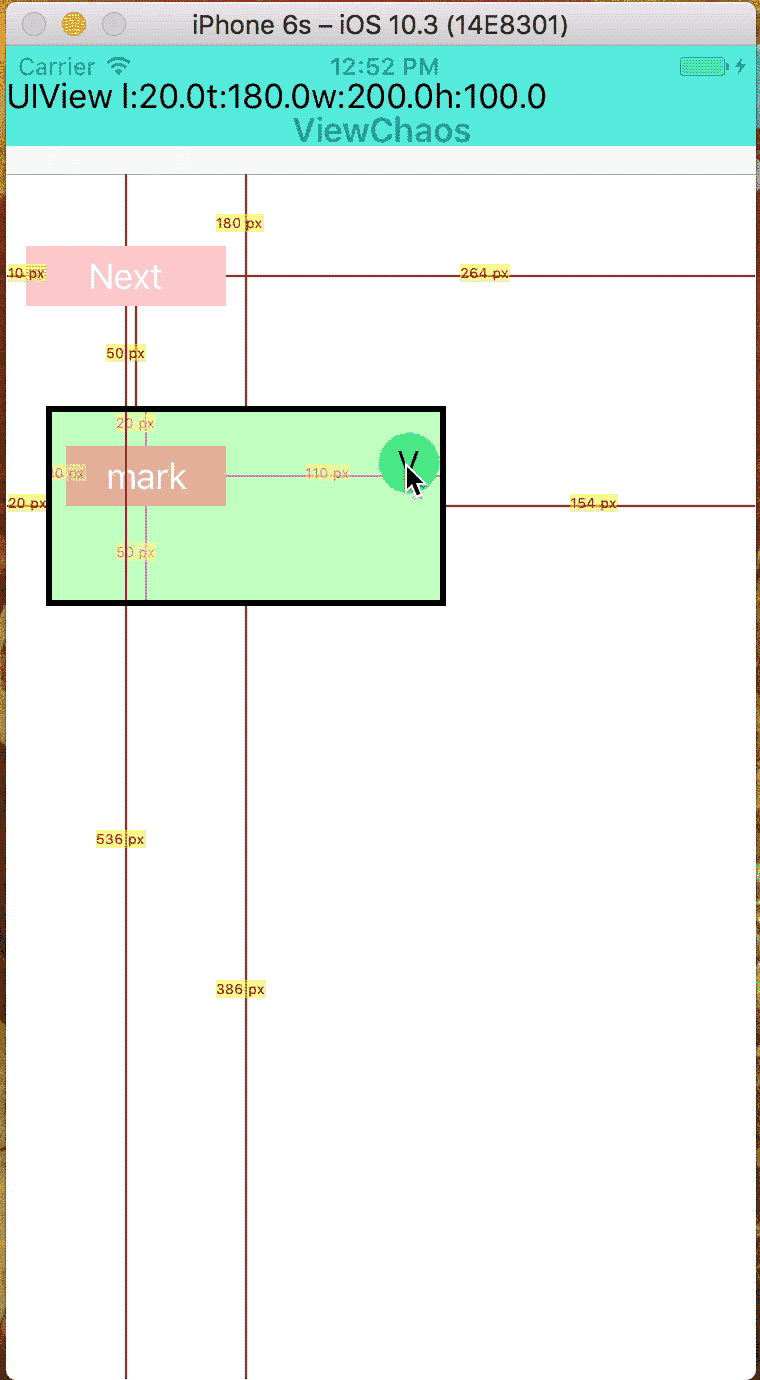 iPhone 6s – iOS 10.3 (14E8301)
Carrier 12:52 PM
UIView l:20.0t:180.0w:200.0h:100.0
ViewChaos
180 px
10 px Next 264 px
50 px
20 px
mark 110 px
V
20 px 154 px
50 px
536 px
386 px